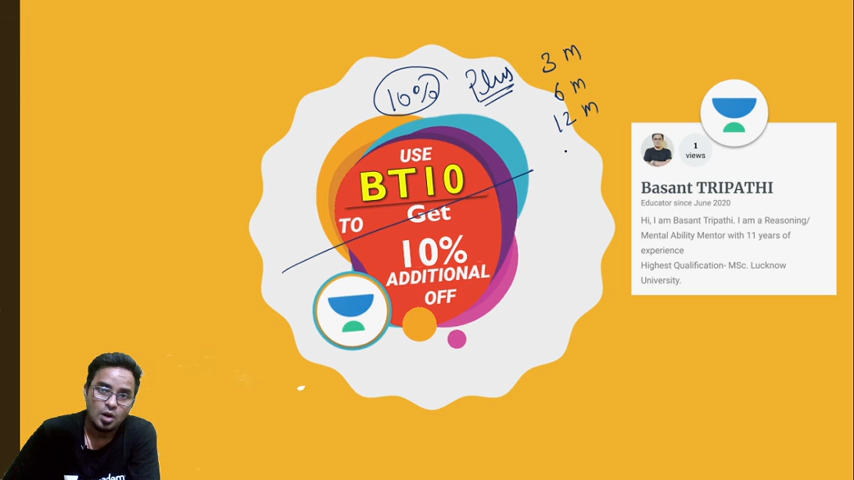 10% Plus 3 m
6 m
12 m
USE
BT10
TO Get
10%
ADDITIONAL
OFF
1
views
Basant TRIPATHI
Educator since June 2020
Hi, I am Basant Tripathi. I am a Reasoning/
Mental Ability Mentor with 11 years of
experience
Highest Qualification- MSc. Lucknow
University.